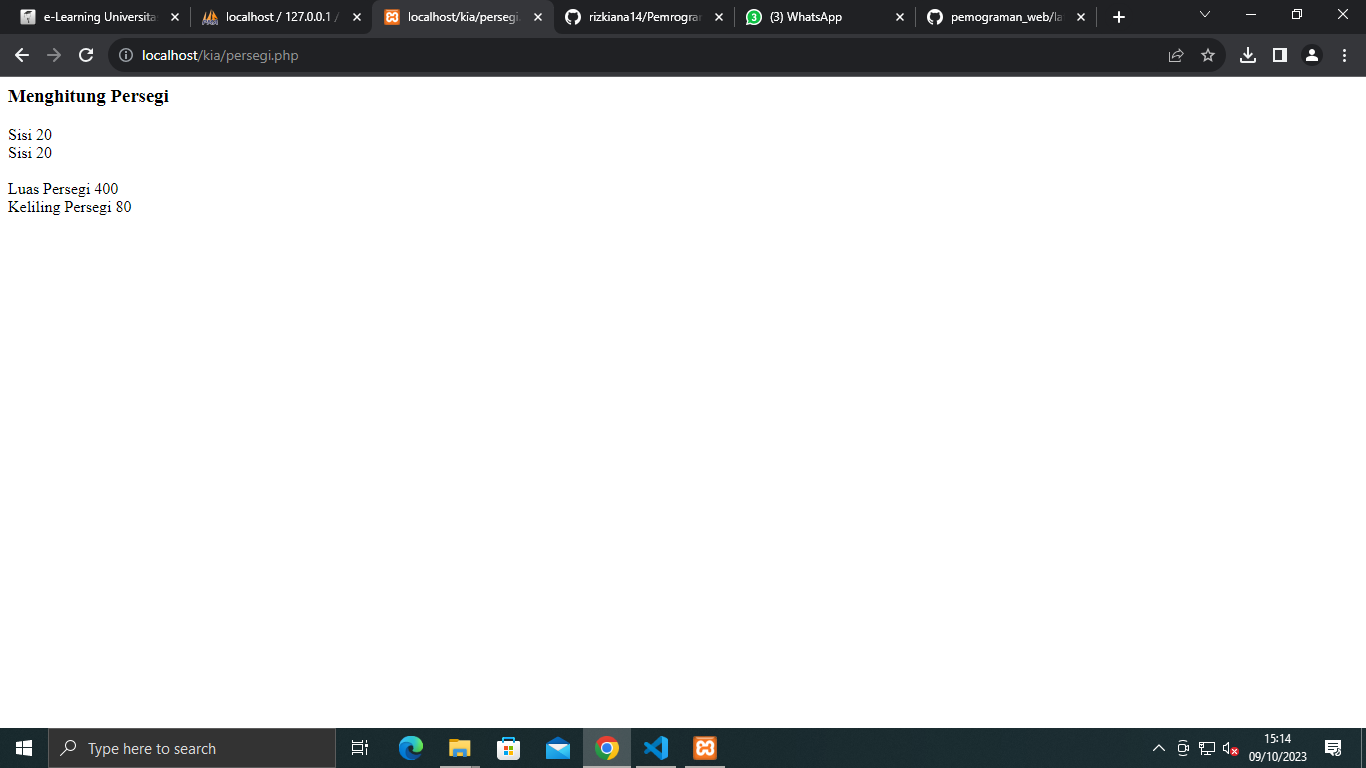 e-Learning Universitas
localhost / 127.0.0.1 /
localhost/kia/persegi.
rizkiana14/Pemrogra
(3) WhatsApp
pemograman_web/la
localhost/kia/persegi.php
Menghitung Persegi
Sisi 20
Sisi 20
Luas Persegi 400
Keliling Persegi 80
Type here to search
15:14
09/10/2023